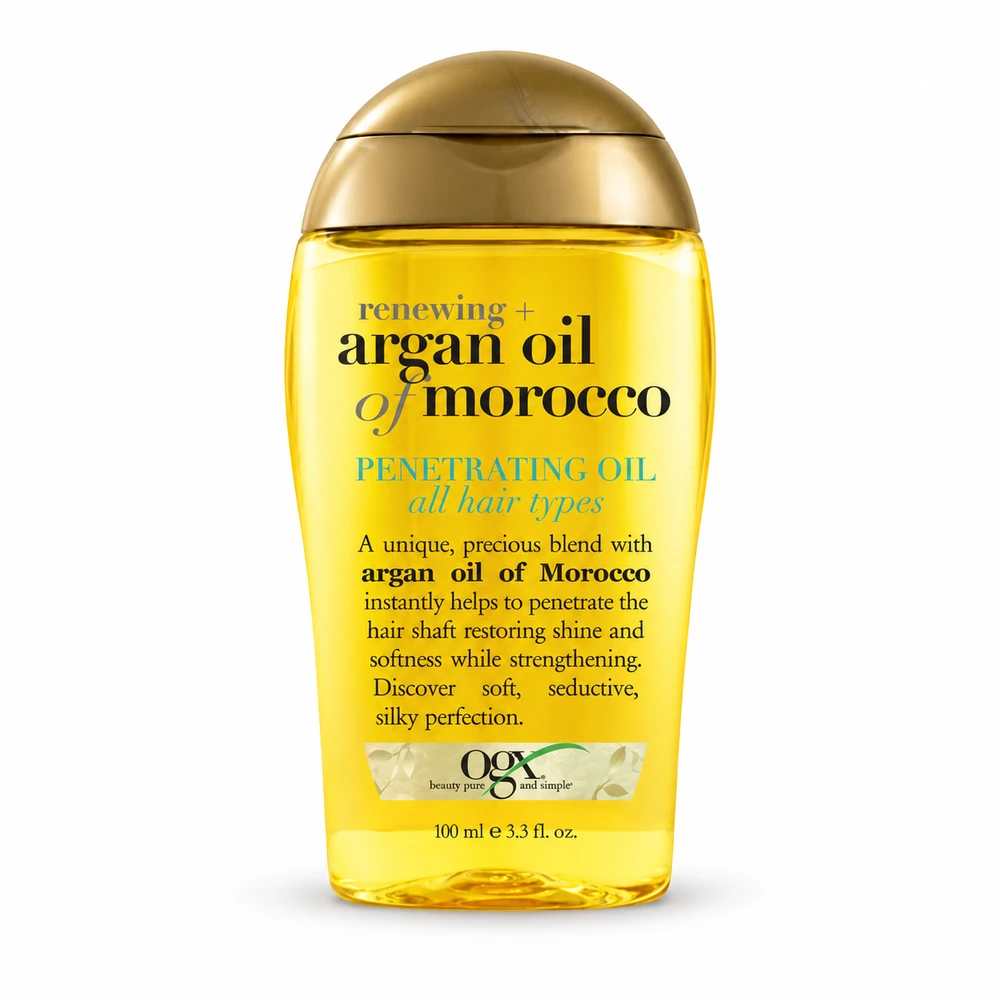 renewing +
argan oil
of morocco
PENETRATING OIL
all hair types
A unique, precious blend with
argan oil of Morocco
instantly helps to penetrate the
hair shaft restoring shine and
softness while strengthening.
Discover soft, seductive,
silky perfection.
ogx®
beauty pure and simple®
100 ml e 3.3 fl. oz.